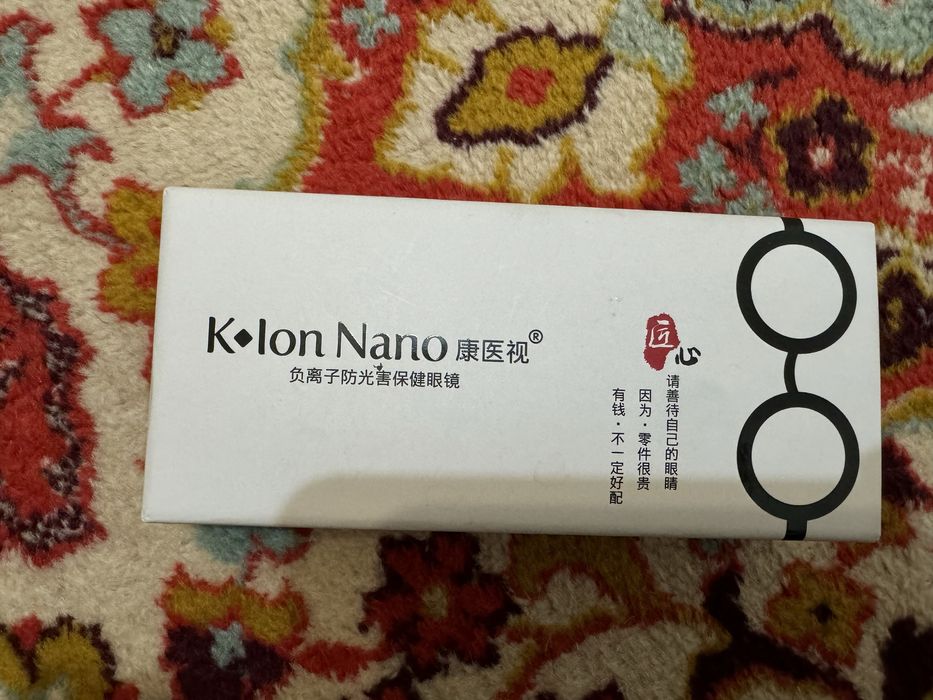 K◆Ion Nano 康医视®
负离子防光害保健眼镜
匠心
请善待自己的眼睛
因为·零件很贵
有钱·不一定好配